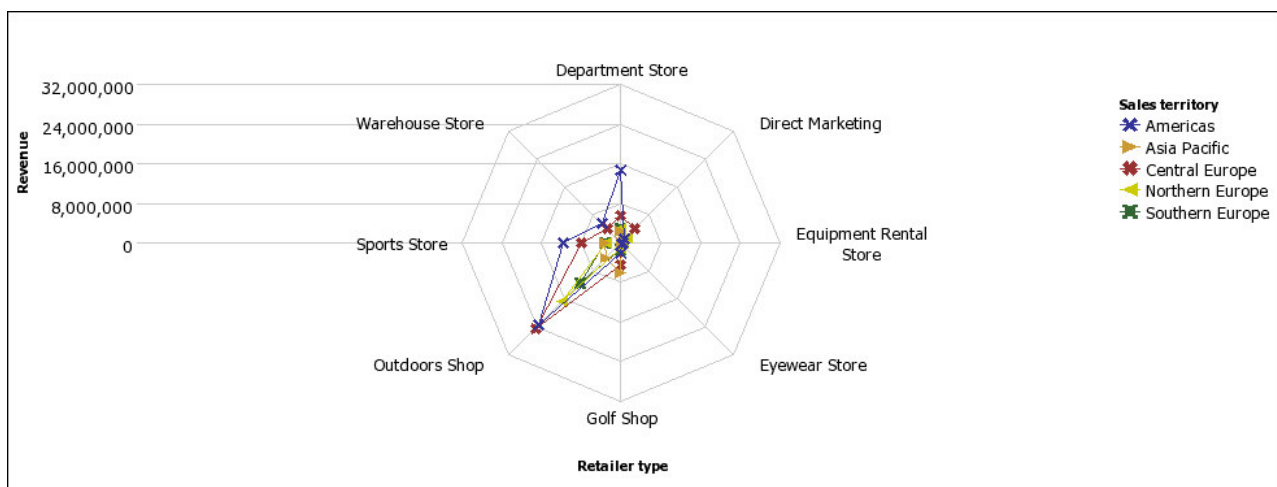 Department Store
32,000,000
24,000,000
16,000,000
8,000,000
0
Revenue
Warehouse Store
Direct Marketing
Sports Store
Equipment Rental
Store
Outdoors Shop
Eyewear Store
Golf Shop
Retailer type
Sales territory
Americas
Asia Pacific
Central Europe
Northern Europe
Southern Europe